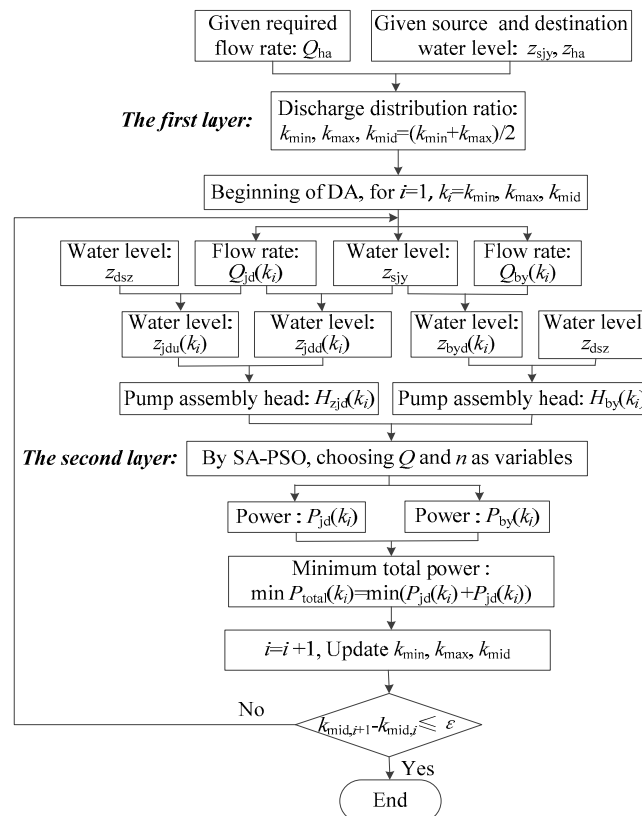 Given required
flow rate: Qha
Given source and destination
water level: zsjy, zha
The first layer:
Discharge distribution ratio:
kmin, kmax, kmid=(kmin+kmax)/2
Beginning of DA, for i=1, ki=kmin, kmax, kmid
Water level:
zdsz
Flow rate:
Qjd(ki)
Water level:
zsjy
Flow rate:
Qby(ki)
Water level:
zjdu(ki)
Water level:
zjdd(ki)
Water level:
zbyd(ki)
Water level:
zdsz
Pump assembly head: Hzjd(ki)
Pump assembly head: Hby(ki)
The second layer:
By SA-PSO, choosing Q and n as variables
Power : Pjd(ki)
Power : Pby(ki)
Minimum total power :
min Ptotal(ki)=min(Pjd(ki)+Pjd(ki))
i=i+1, Update kmin, kmax, kmid
No
kmid,i+1-kmid,i≤ ε
Yes
End